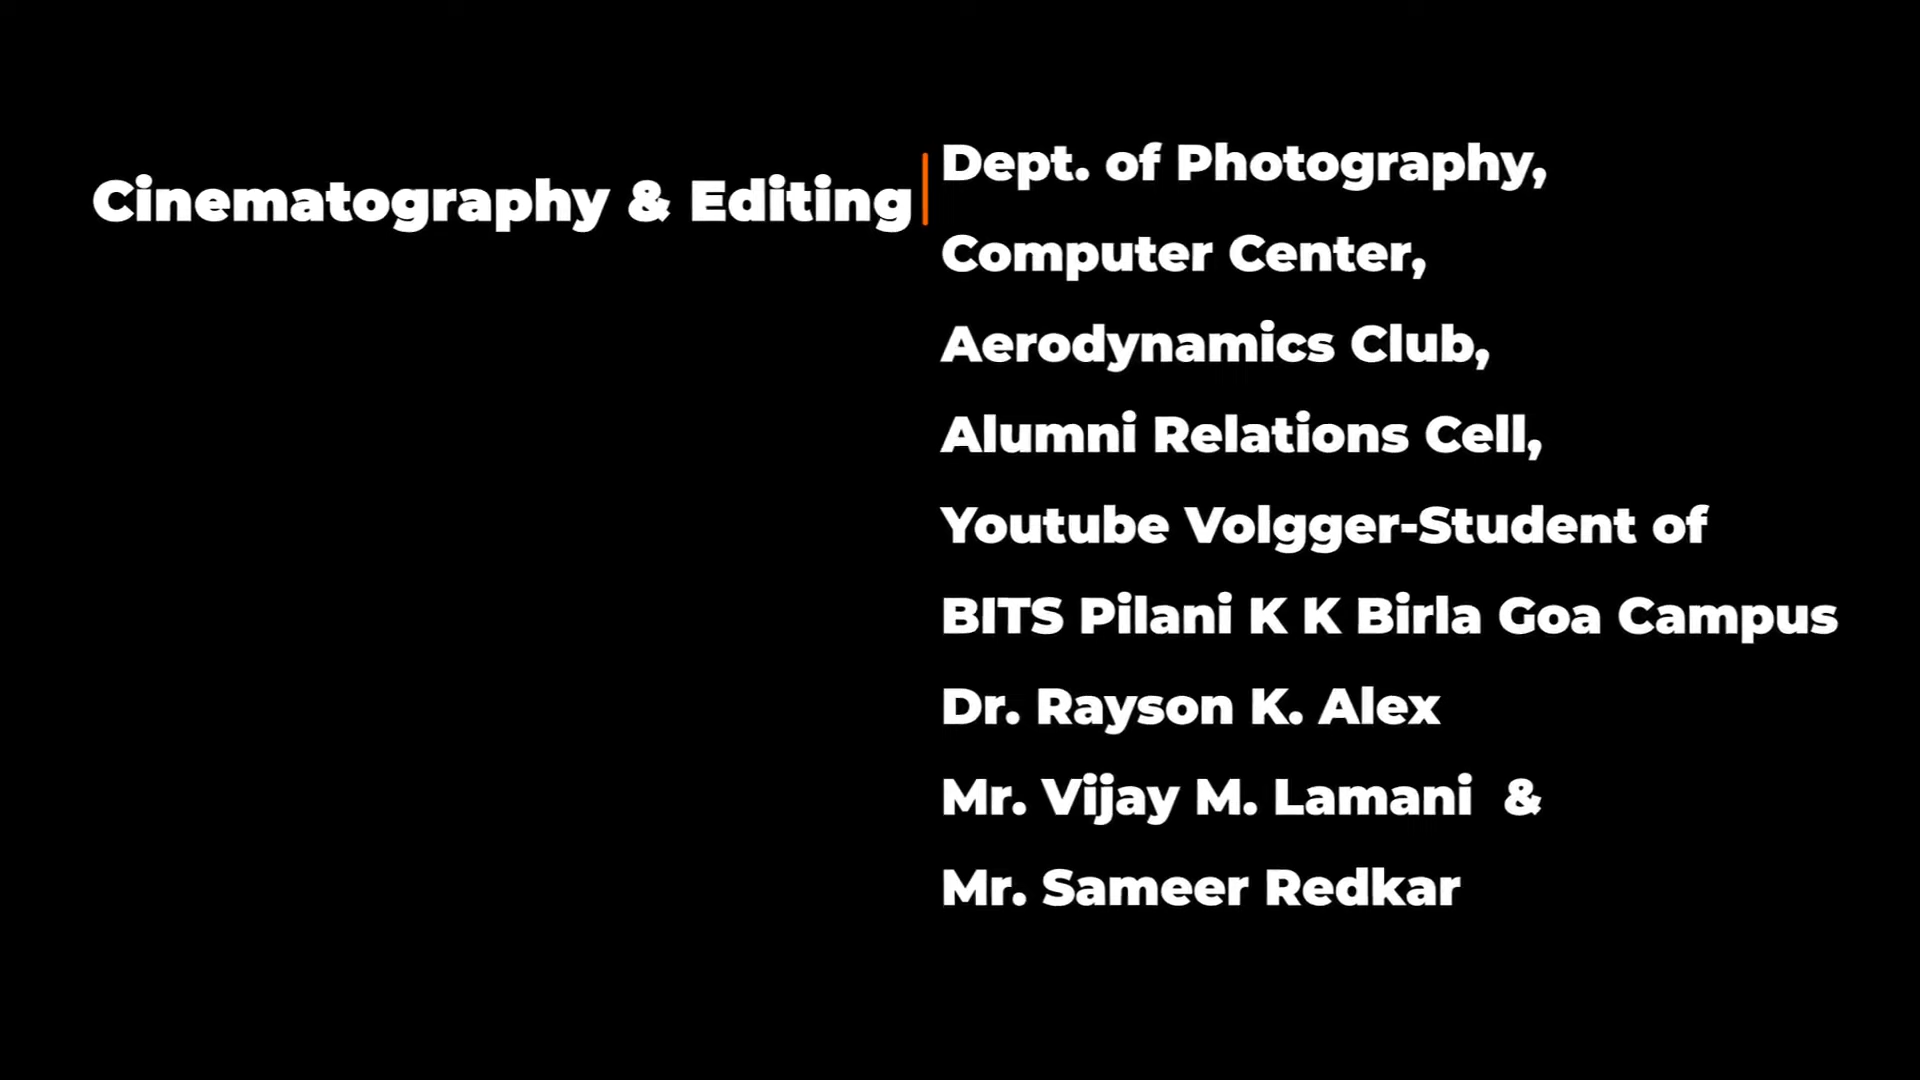 Cinematography & Editing
Dept. of Photography,
Computer Center,
Aerodynamics Club,
Alumni Relations Cell,
Youtube Volgger-Student of
BITS Pilani K K Birla Goa Campus
Dr. Rayson K. Alex
Mr. Vijay M. Lamani  &
Mr. Sameer Redkar